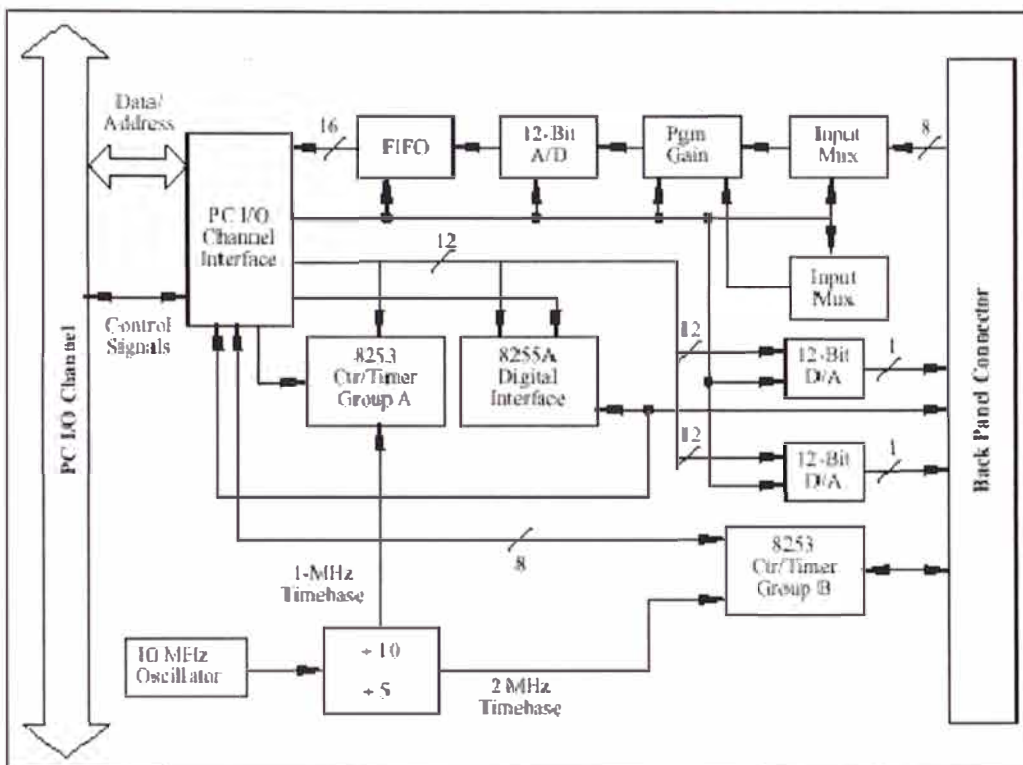 PC I/O Channel
Data/
Address
Control
Signals
PC I/O
Channel
Interface
16
FIFO
12-Bit
A/D
Pgm
Gain
Input
Mux
8
12
Input
Mux
8253
Ctr/Timer
Group A
8255A
Digital
Interface
12
12-Bit
D/A
1
12
12-Bit
D/A
1
8
8253
Ctr/Timer
Group B
1-MHz
Timebase
10 MHz
Oscillator
÷ 10
÷ 5
2 MHz
Timebase
Back Panel Connector